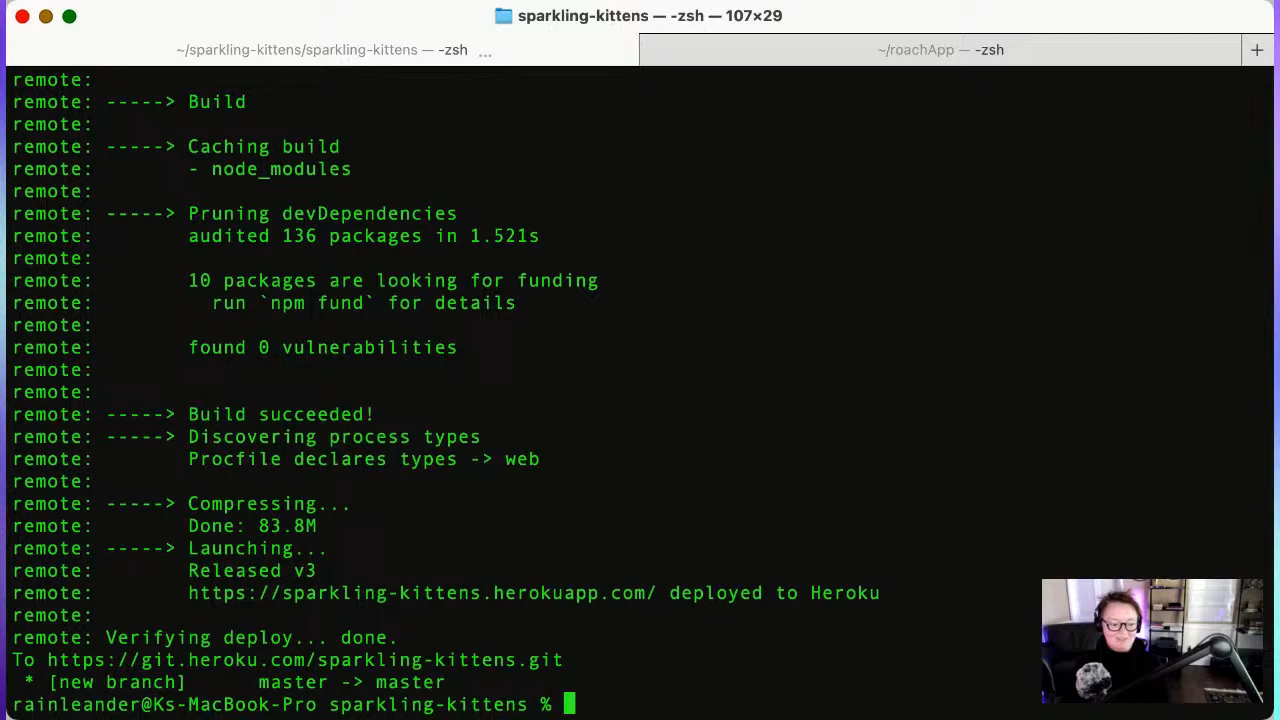 sparkling-kittens — -zsh — 107×29
~/sparkling-kittens/sparkling-kittens — -zsh ...
~/roachApp — -zsh
+
remote:
remote: -----> Build
remote:
remote: -----> Caching build
remote:        - node_modules
remote:
remote: -----> Pruning devDependencies
remote:        audited 136 packages in 1.521s
remote:
remote:        10 packages are looking for funding
remote:          run `npm fund` for details
remote:
remote:        found 0 vulnerabilities
remote:
remote:
remote: -----> Build succeeded!
remote: -----> Discovering process types
remote:        Procfile declares types -> web
remote:
remote: -----> Compressing...
remote:        Done: 83.8M
remote: -----> Launching...
remote:        Released v3
remote:        https://sparkling-kittens.herokuapp.com/ deployed to Heroku
remote:
remote: Verifying deploy... done.
To https://git.heroku.com/sparkling-kittens.git
 * [new branch]      master -> master
rainleander@Ks-MacBook-Pro sparkling-kittens %